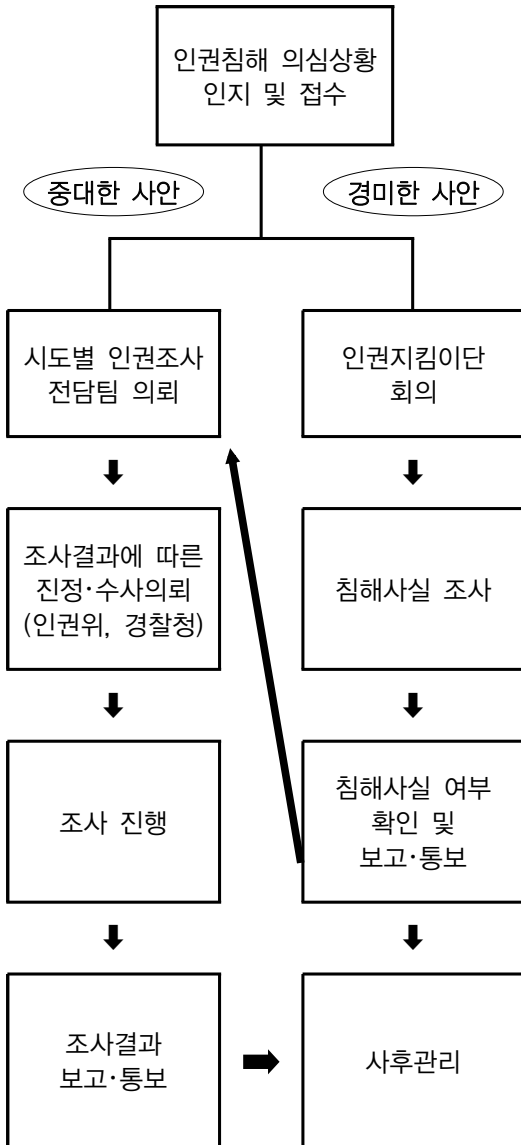 인권침해 의심상황
인지 및 접수
중대한 사안
경미한 사안
시도별 인권조사
전담팀 의뢰
인권지킴이단
회의
조사결과에 따른
진정·수사의뢰
(인권위, 경찰청)
침해사실 조사
조사 진행
침해사실 여부
확인 및
보고·통보
조사결과
보고·통보
사후관리